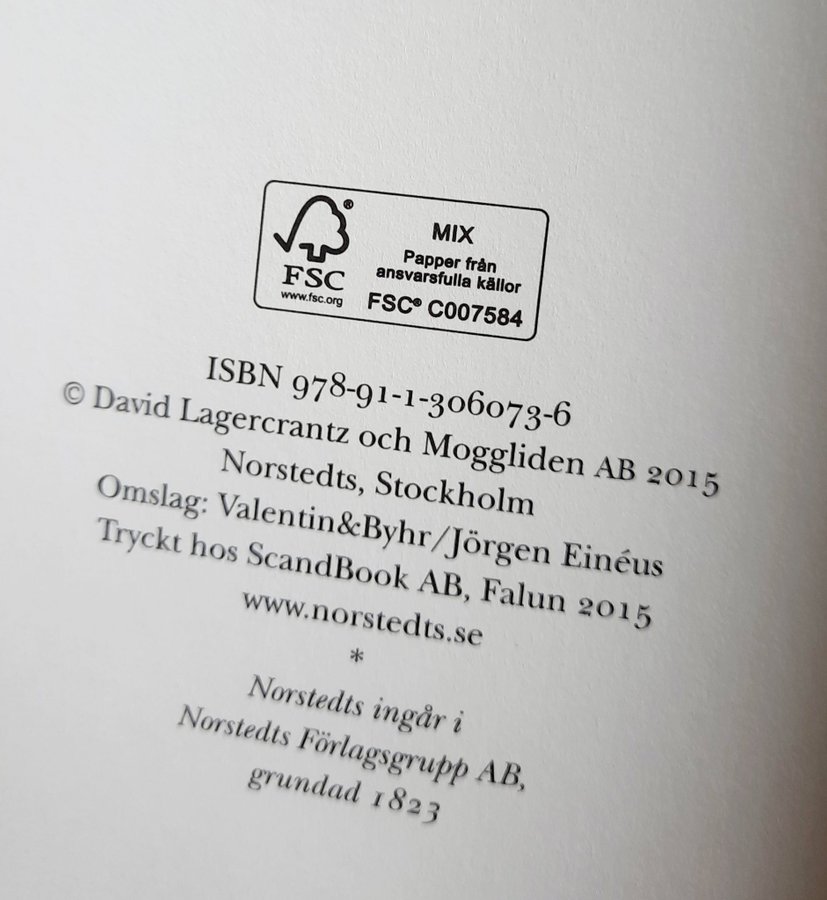 FSC®
www.fsc.org
MIX
Papper från
ansvarsfulla källor
FSC® C007584
ISBN 978-91-1-306073-6
© David Lagercrantz och Moggliden AB 2015
Norstedts, Stockholm
Omslag: Valentin&Byhr/Jörgen Einéus
Tryckt hos ScandBook AB, Falun 2015
www.norstedts.se
*
Norstedts ingår i
Norstedts Förlagsgrupp AB,
grundad 1823